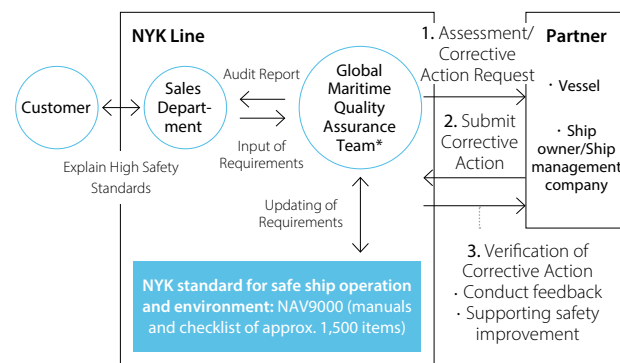 NYK Line
Customer
Explain High Safety
Standards
Sales
Depart-
ment
Audit Report
Input of
Requirements
Global
Maritime
Quality
Assurance
Team*
Updating of
Requirements
NYK standard for safe ship operation
and environment: NAV9000 (manuals
and checklist of approx. 1,500 items)
1. Assessment/
Corrective
Action Request
2. Submit
Corrective
Action
3. Verification of
Corrective Action
・Conduct feedback
・Supporting safety
improvement
Partner
・Vessel
・Ship
owner/Ship
management
company